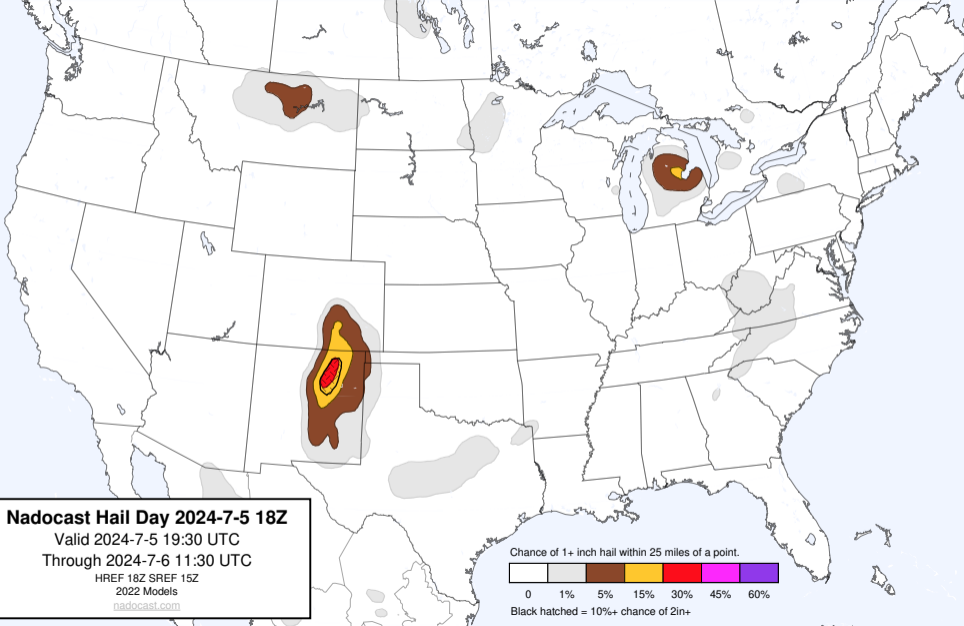 Nadocast Hail Day 2024-7-5 18Z
Valid 2024-7-5 19:30 UTC
Through 2024-7-6 11:30 UTC
HREF 18Z SREF 15Z
2022 Models
nadocast.com
Chance of 1+ inch hail within 25 miles of a point.
0 1% 5% 15% 30% 45% 60%
Black hatched = 10%+ chance of 2in+